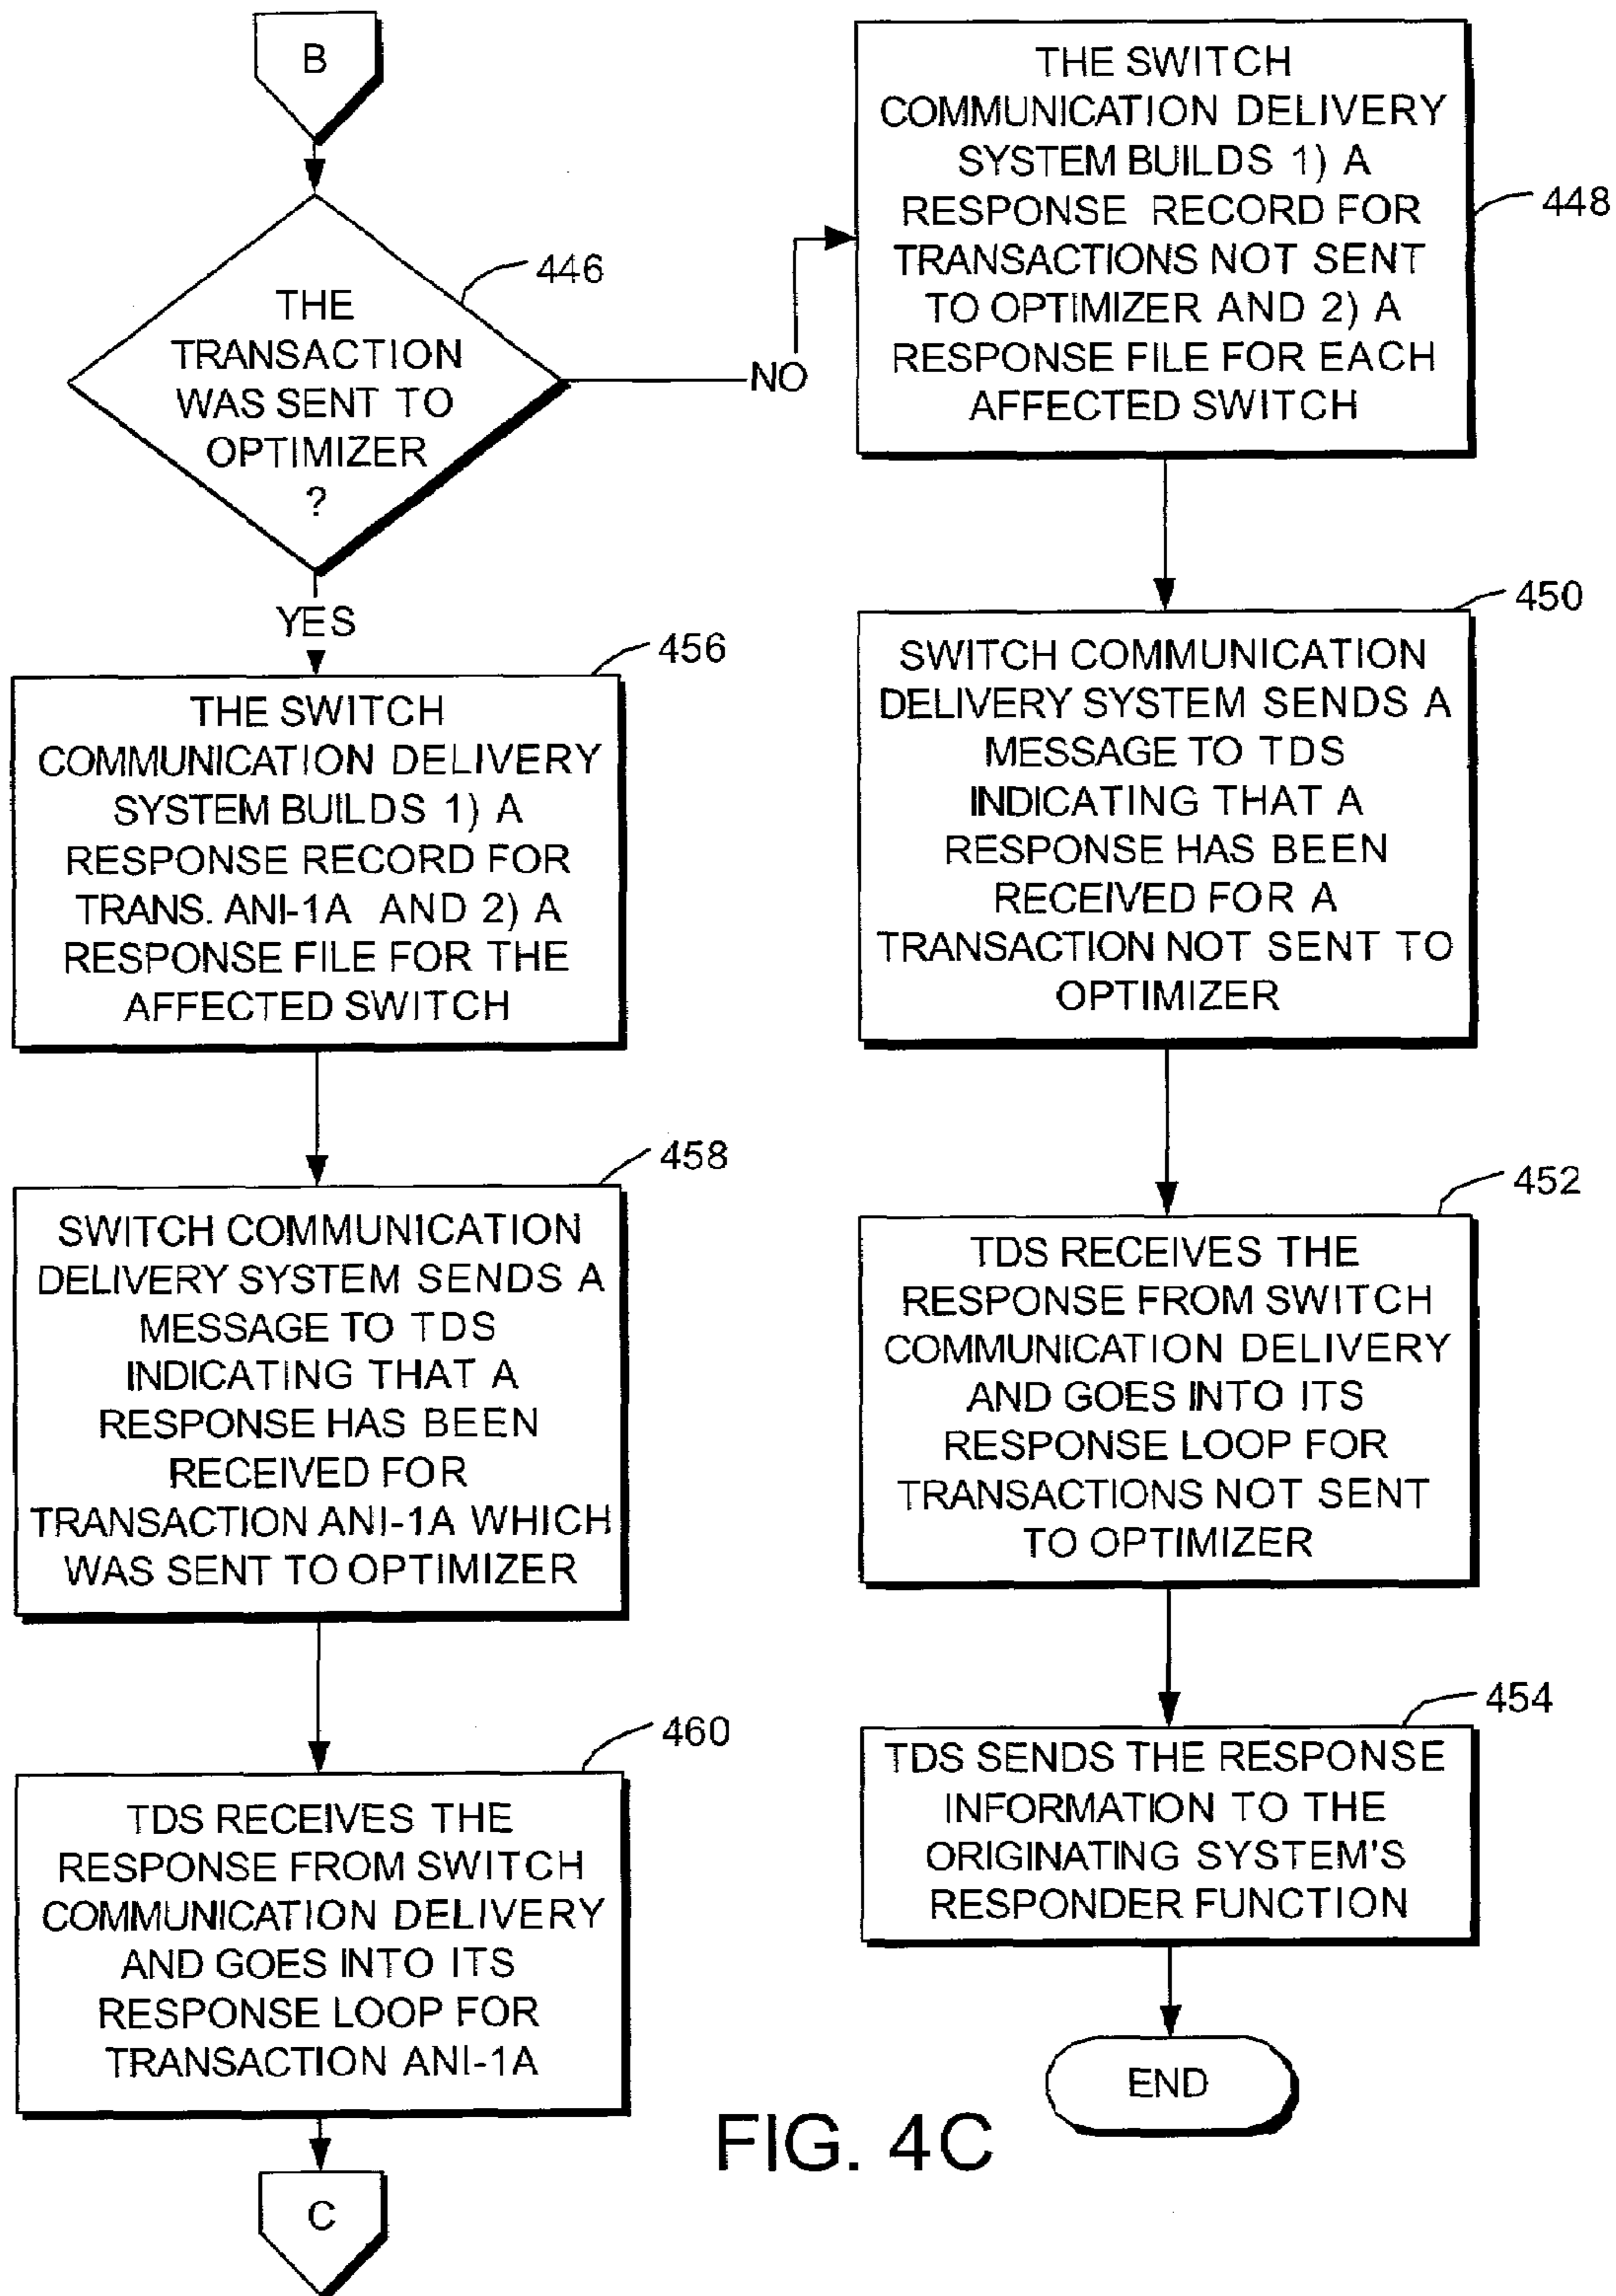 B
446
THE
TRANSACTION
WAS SENT TO
OPTIMIZER
?
NO
YES
456
THE SWITCH
COMMUNICATION DELIVERY
SYSTEM BUILDS 1) A
RESPONSE RECORD FOR
TRANS. ANI-1A AND 2) A
RESPONSE FILE FOR THE
AFFECTED SWITCH
458
SWITCH COMMUNICATION
DELIVERY SYSTEM SENDS A
MESSAGE TO TDS
INDICATING THAT A
RESPONSE HAS BEEN
RECEIVED FOR
TRANSACTION ANI-1A WHICH
WAS SENT TO OPTIMIZER
460
TDS RECEIVES THE
RESPONSE FROM SWITCH
COMMUNICATION DELIVERY
AND GOES INTO ITS
RESPONSE LOOP FOR
TRANSACTION ANI-1A
C
THE SWITCH
COMMUNICATION DELIVERY
SYSTEM BUILDS 1) A
RESPONSE RECORD FOR
TRANSACTIONS NOT SENT
TO OPTIMIZER AND 2) A
RESPONSE FILE FOR EACH
AFFECTED SWITCH
448
450
SWITCH COMMUNICATION
DELIVERY SYSTEM SENDS A
MESSAGE TO TDS
INDICATING THAT A
RESPONSE HAS BEEN
RECEIVED FOR A
TRANSACTION NOT SENT TO
OPTIMIZER
452
TDS RECEIVES THE
RESPONSE FROM SWITCH
COMMUNICATION DELIVERY
AND GOES INTO ITS
RESPONSE LOOP FOR
TRANSACTIONS NOT SENT
TO OPTIMIZER
454
TDS SENDS THE RESPONSE
INFORMATION TO THE
ORIGINATING SYSTEM'S
RESPONDER FUNCTION
END
FIG. 4C